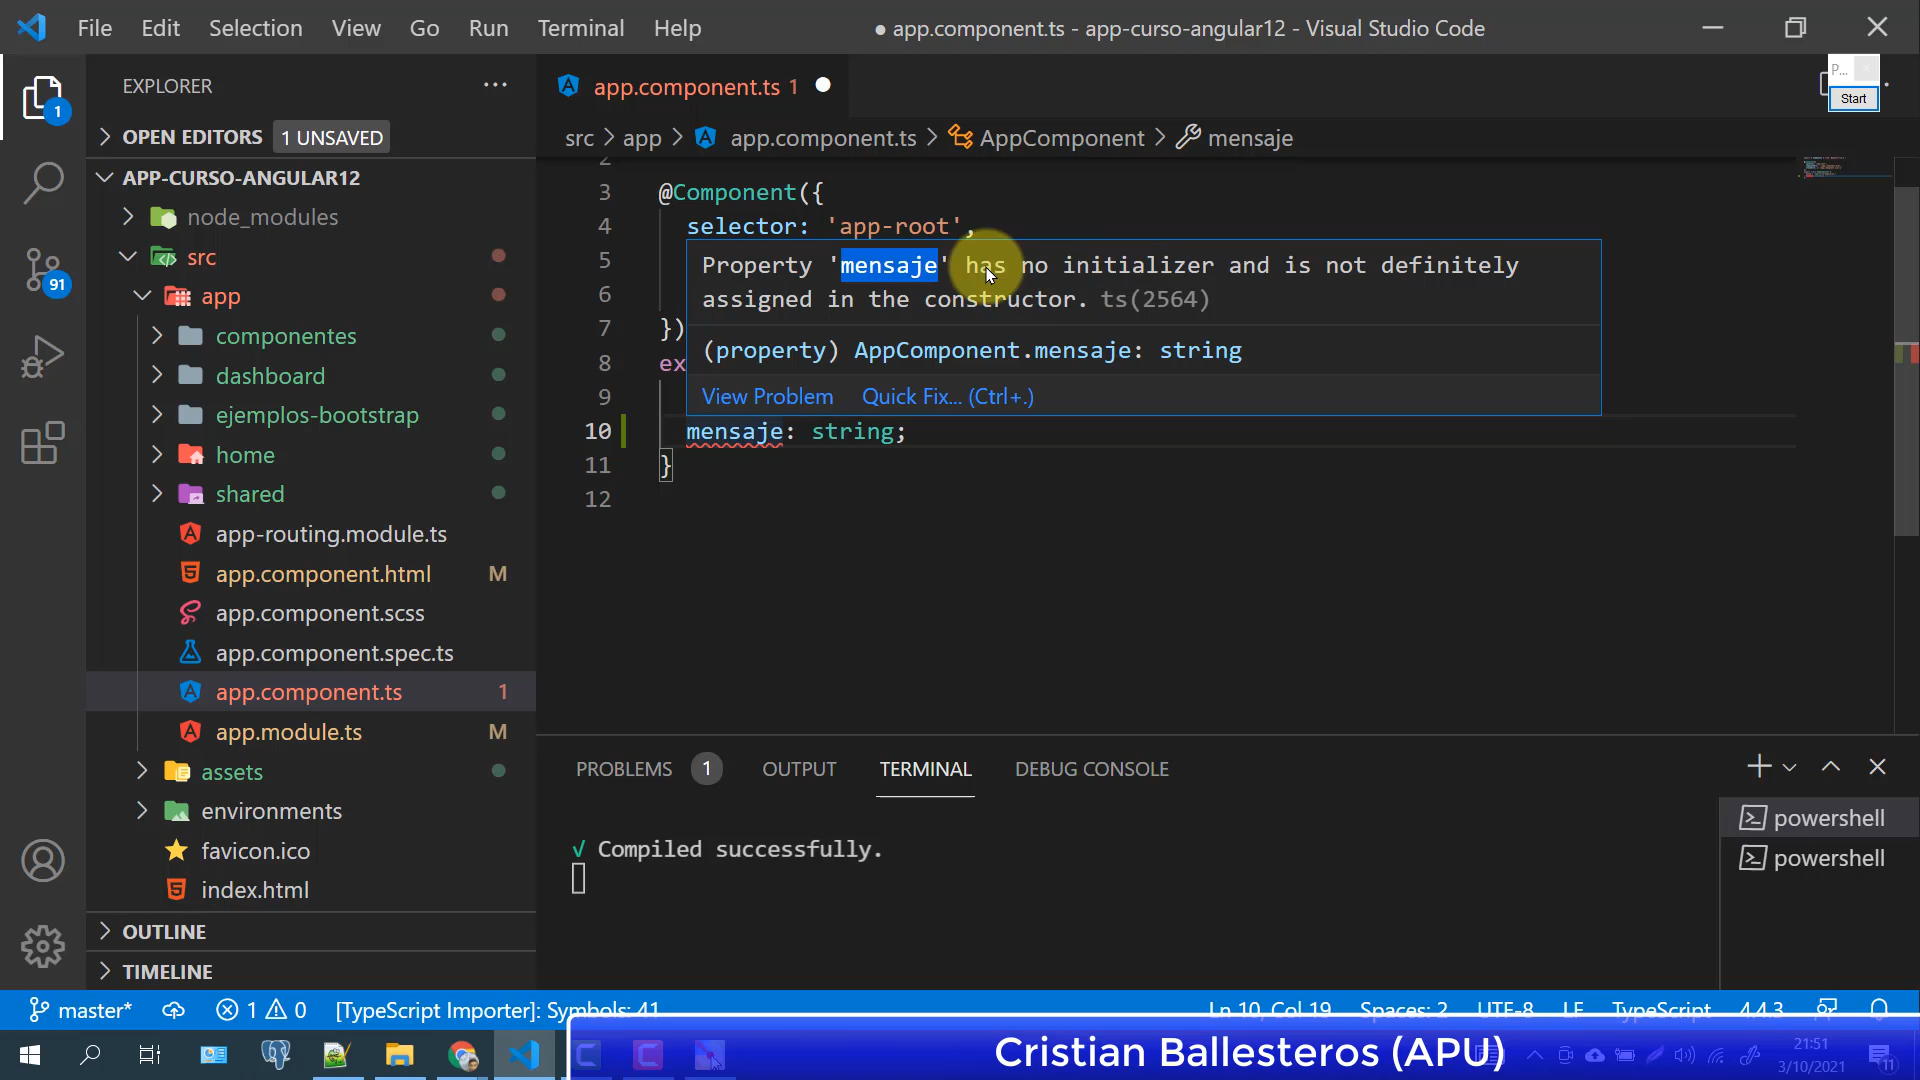 File Edit Selection View Go Run Terminal Help
● app.component.ts - app-curso-angular12 - Visual Studio Code
P...
Start
EXPLORER
OPEN EDITORS 1 UNSAVED
APP-CURSO-ANGULAR12
node_modules
src
app
componentes
dashboard
ejemplos-bootstrap
home
shared
app-routing.module.ts
app.component.html M
app.component.scss
app.component.spec.ts
app.component.ts 1
app.module.ts M
assets
environments
favicon.ico
index.html
OUTLINE
TIMELINE
1
91
app.component.ts 1
src > app > app.component.ts > AppComponent > mensaje
2
3 @Component({
4 selector: 'app-root',
5
6
7 })
8 ex
9
10 mensaje: string;
11 }
12
Property 'mensaje' has no initializer and is not definitely
assigned in the constructor. ts(2564)
(property) AppComponent.mensaje: string
View Problem Quick Fix... (Ctrl+.)
PROBLEMS 1 OUTPUT TERMINAL DEBUG CONSOLE
√ Compiled successfully.
powershell
powershell
master* 1 0 [TypeScript Importer]: Symbols: 41 Ln 10, Col 19 Spaces: 2 UTF-8 LF TypeScript 4.4.3
Cristian Ballesteros (APU)
21:51
3/10/2021
11